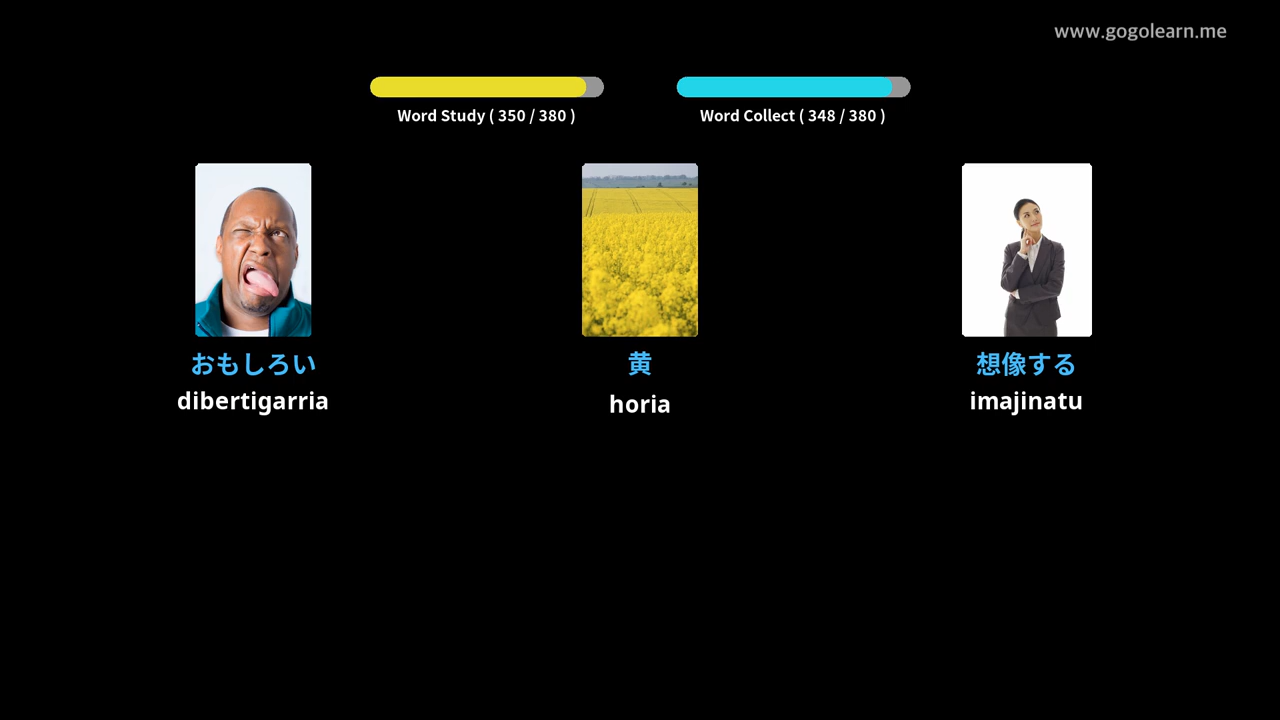 www.gogolearn.me
Word Study ( 350 / 380 )
Word Collect ( 348 / 380 )
おもしろい
dibertigarria
黄
horia
想像する
imajinatu